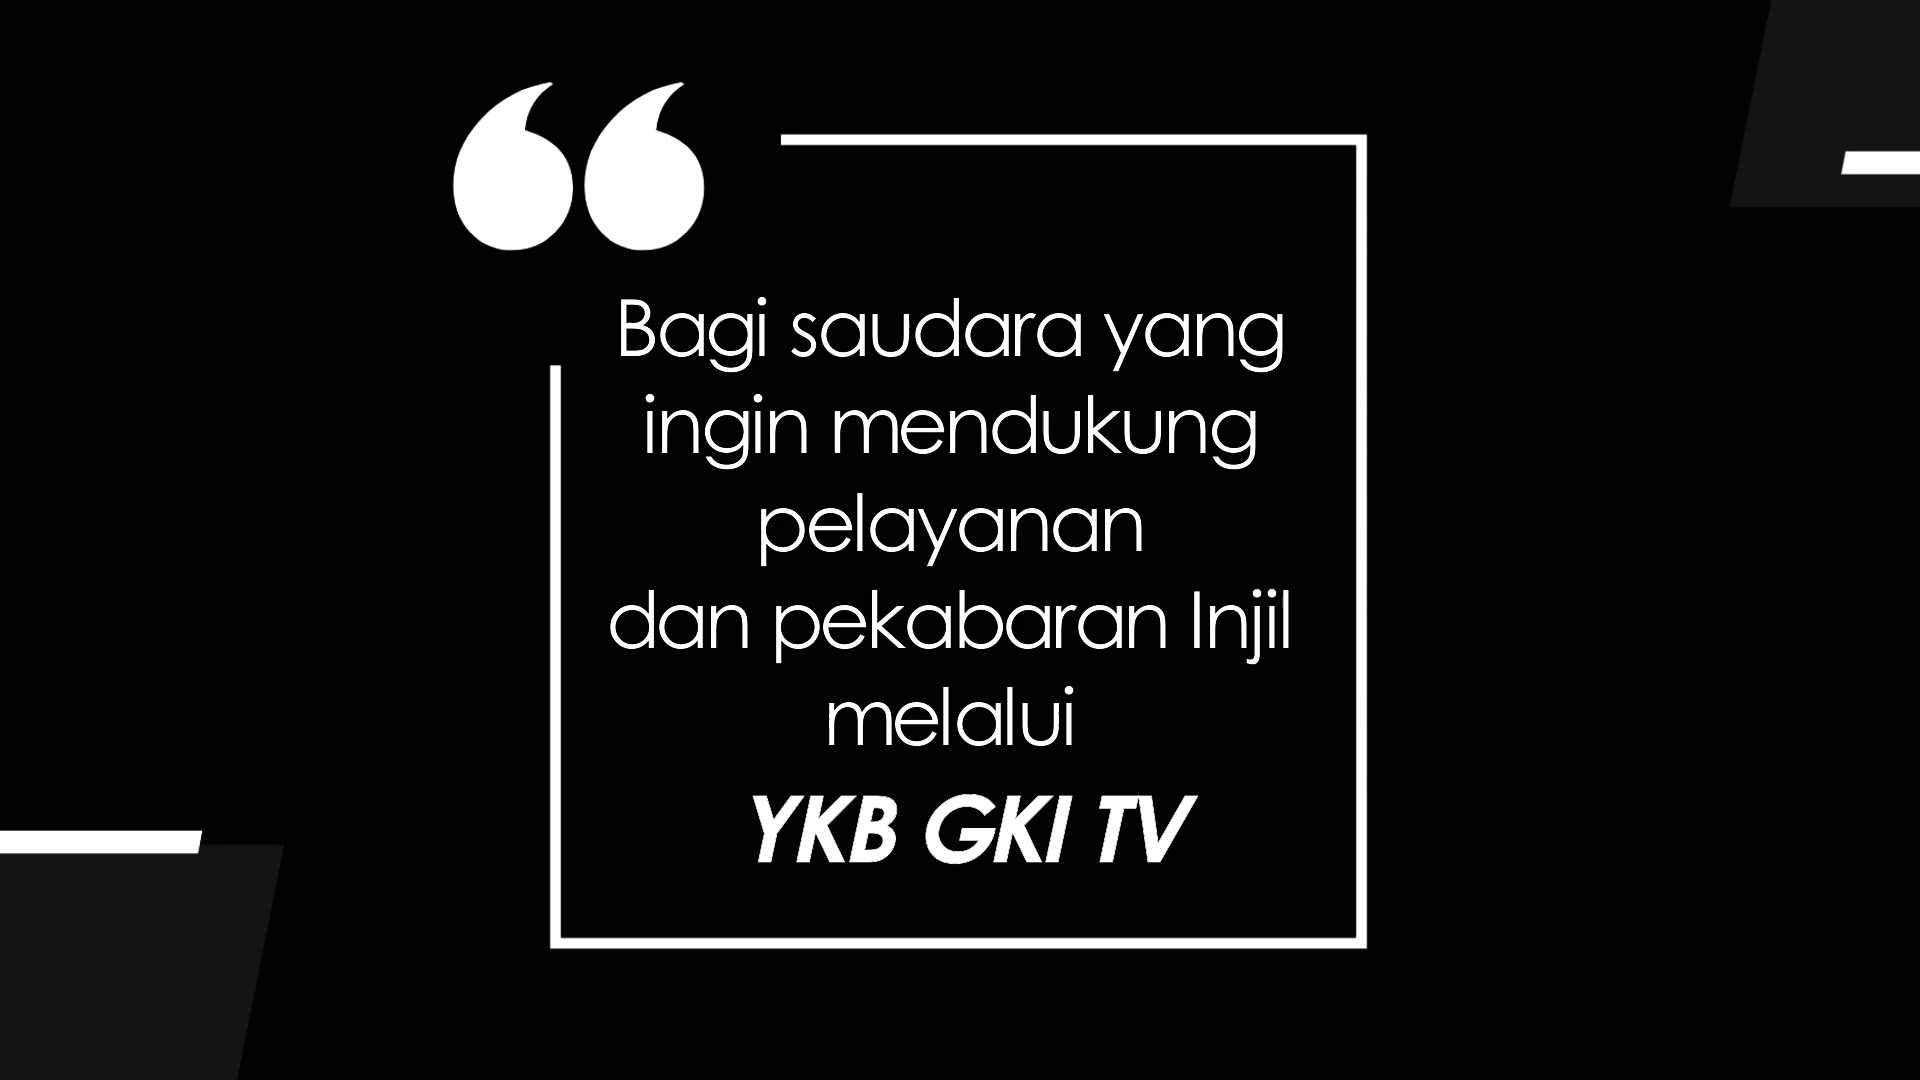 Bagi saudara yang
ingin mendukung
pelayanan
dan pekabaran Injil
melalui
YKB GKI TV